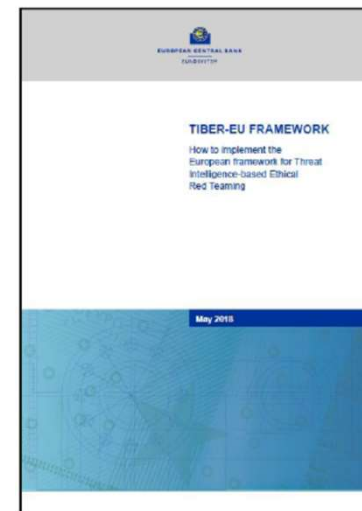 EUROPEAN CENTRAL BANK
EUROSYSTEM
TIBER-EU FRAMEWORK
How to implement the
European framework for Threat
Intelligence-based Ethical
Red Teaming
May 2018